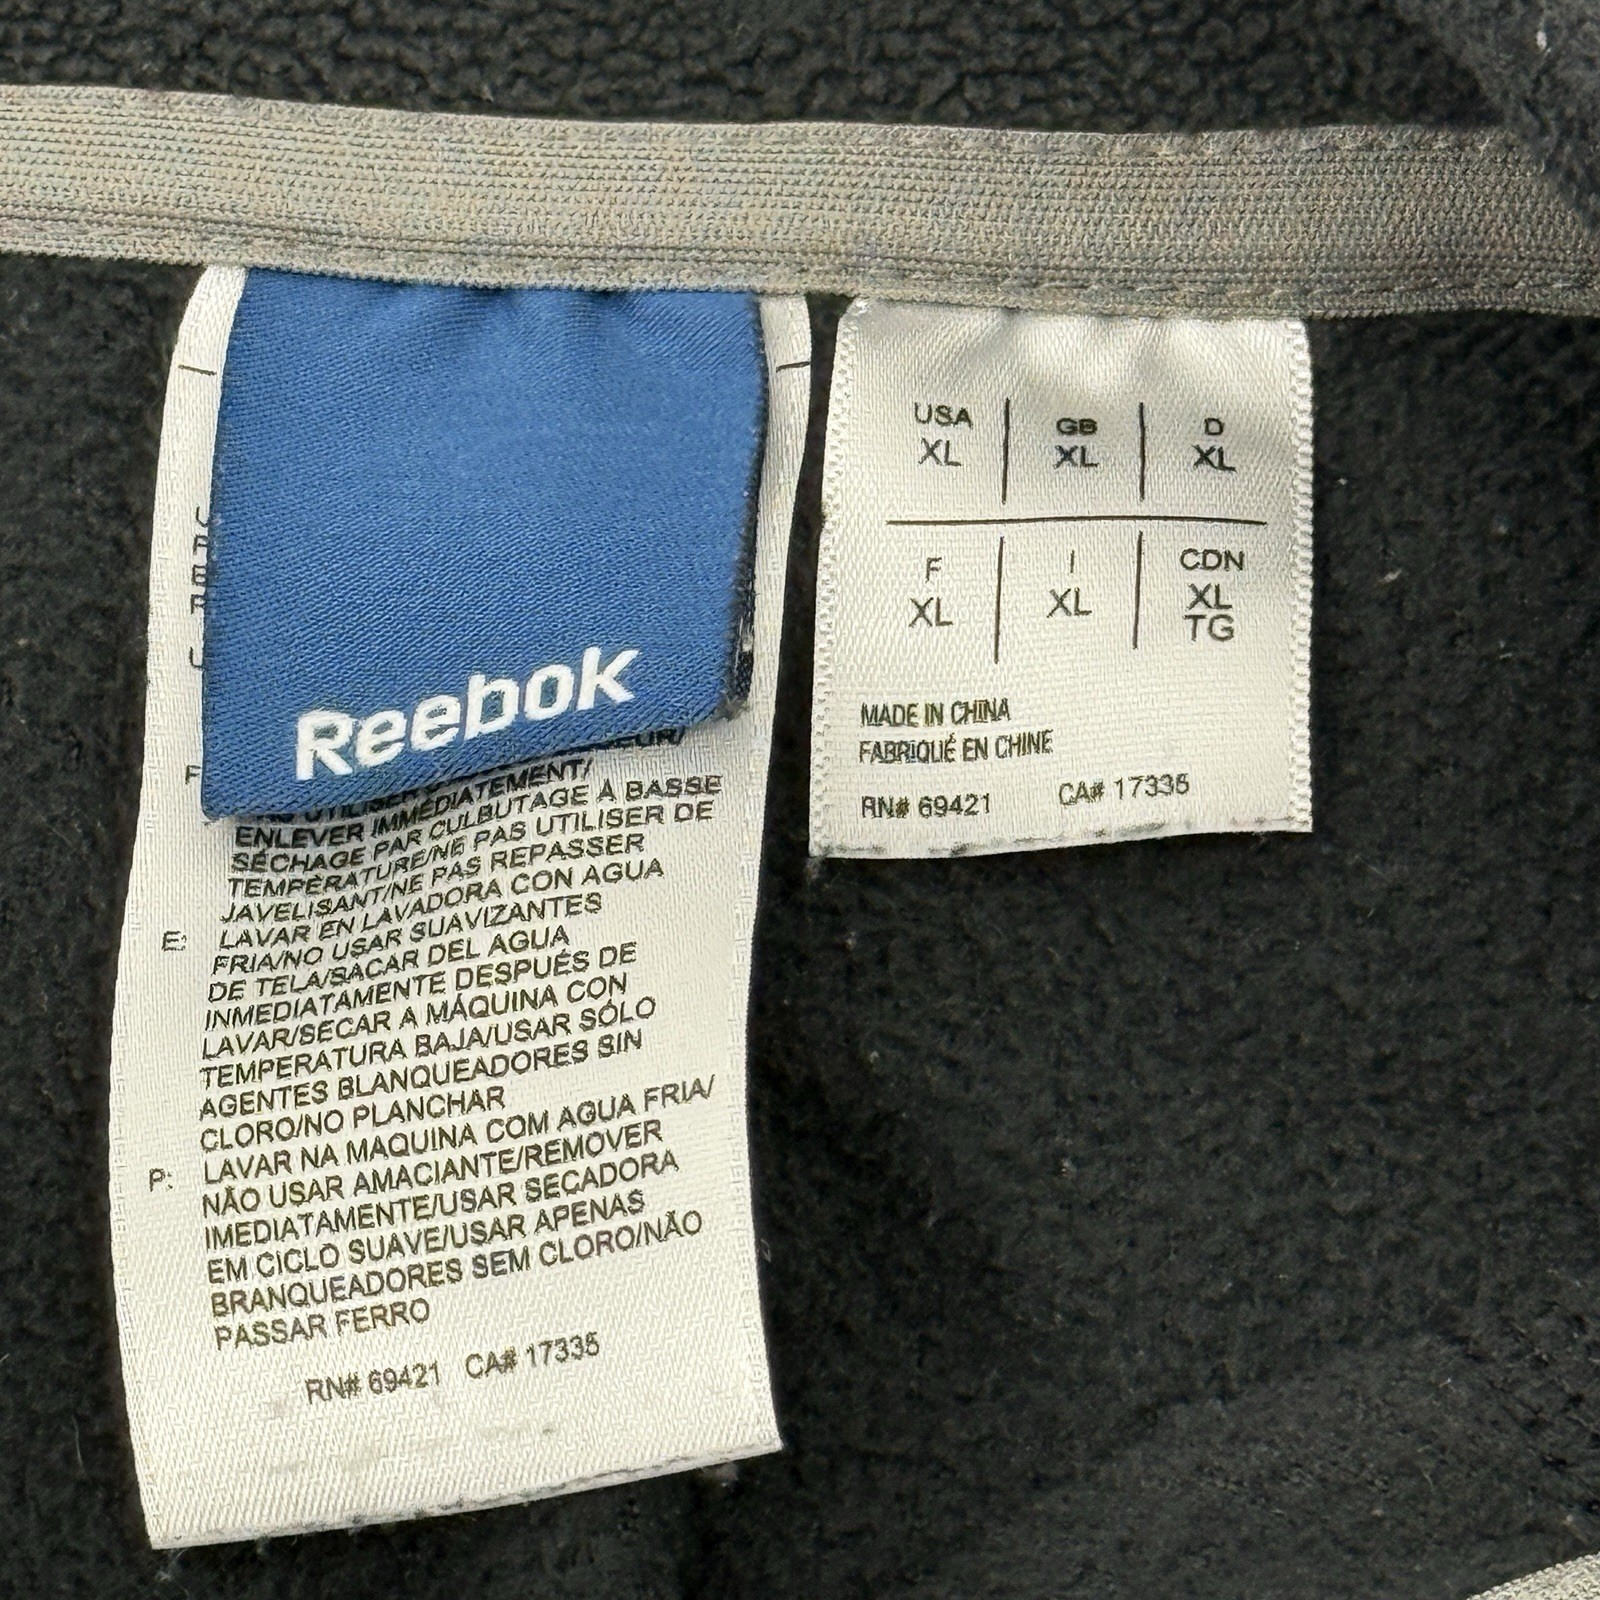 Reebok
TEMENT/
ENLEVER IMMÉDIATEMENT/
SÉCHAGE PAR CULBUTAGE À BASSE
TEMPÉRATURE/NE PAS UTILISER DE
JAVELISANT/NE PAS REPASSER
E: LAVAR EN LAVADORA CON AGUA
FRIA/NO USAR SUAVIZANTES
DE TELA/SACAR DEL AGUA
INMEDIATAMENTE DESPUÉS DE
LAVAR/SECAR A MÁQUINA CON
TEMPERATURA BAJA/USAR SÓLO
AGENTES BLANQUEADORES SIN
CLORO/NO PLANCHAR
P: LAVAR NA MAQUINA COM AGUA FRIA/
NÃO USAR AMACIANTE/REMOVER
IMEDIATAMENTE/USAR SECADORA
EM CICLO SUAVE/USAR APENAS
BRANQUEADORES SEM CLORO/NÃO
PASSAR FERRO
RN# 69421 CA# 17335
USA GB D
XL XL XL
F I CDN
XL XL XL
TG
MADE IN CHINA
FABRIQUÉ EN CHINE
RN# 69421 CA# 17335